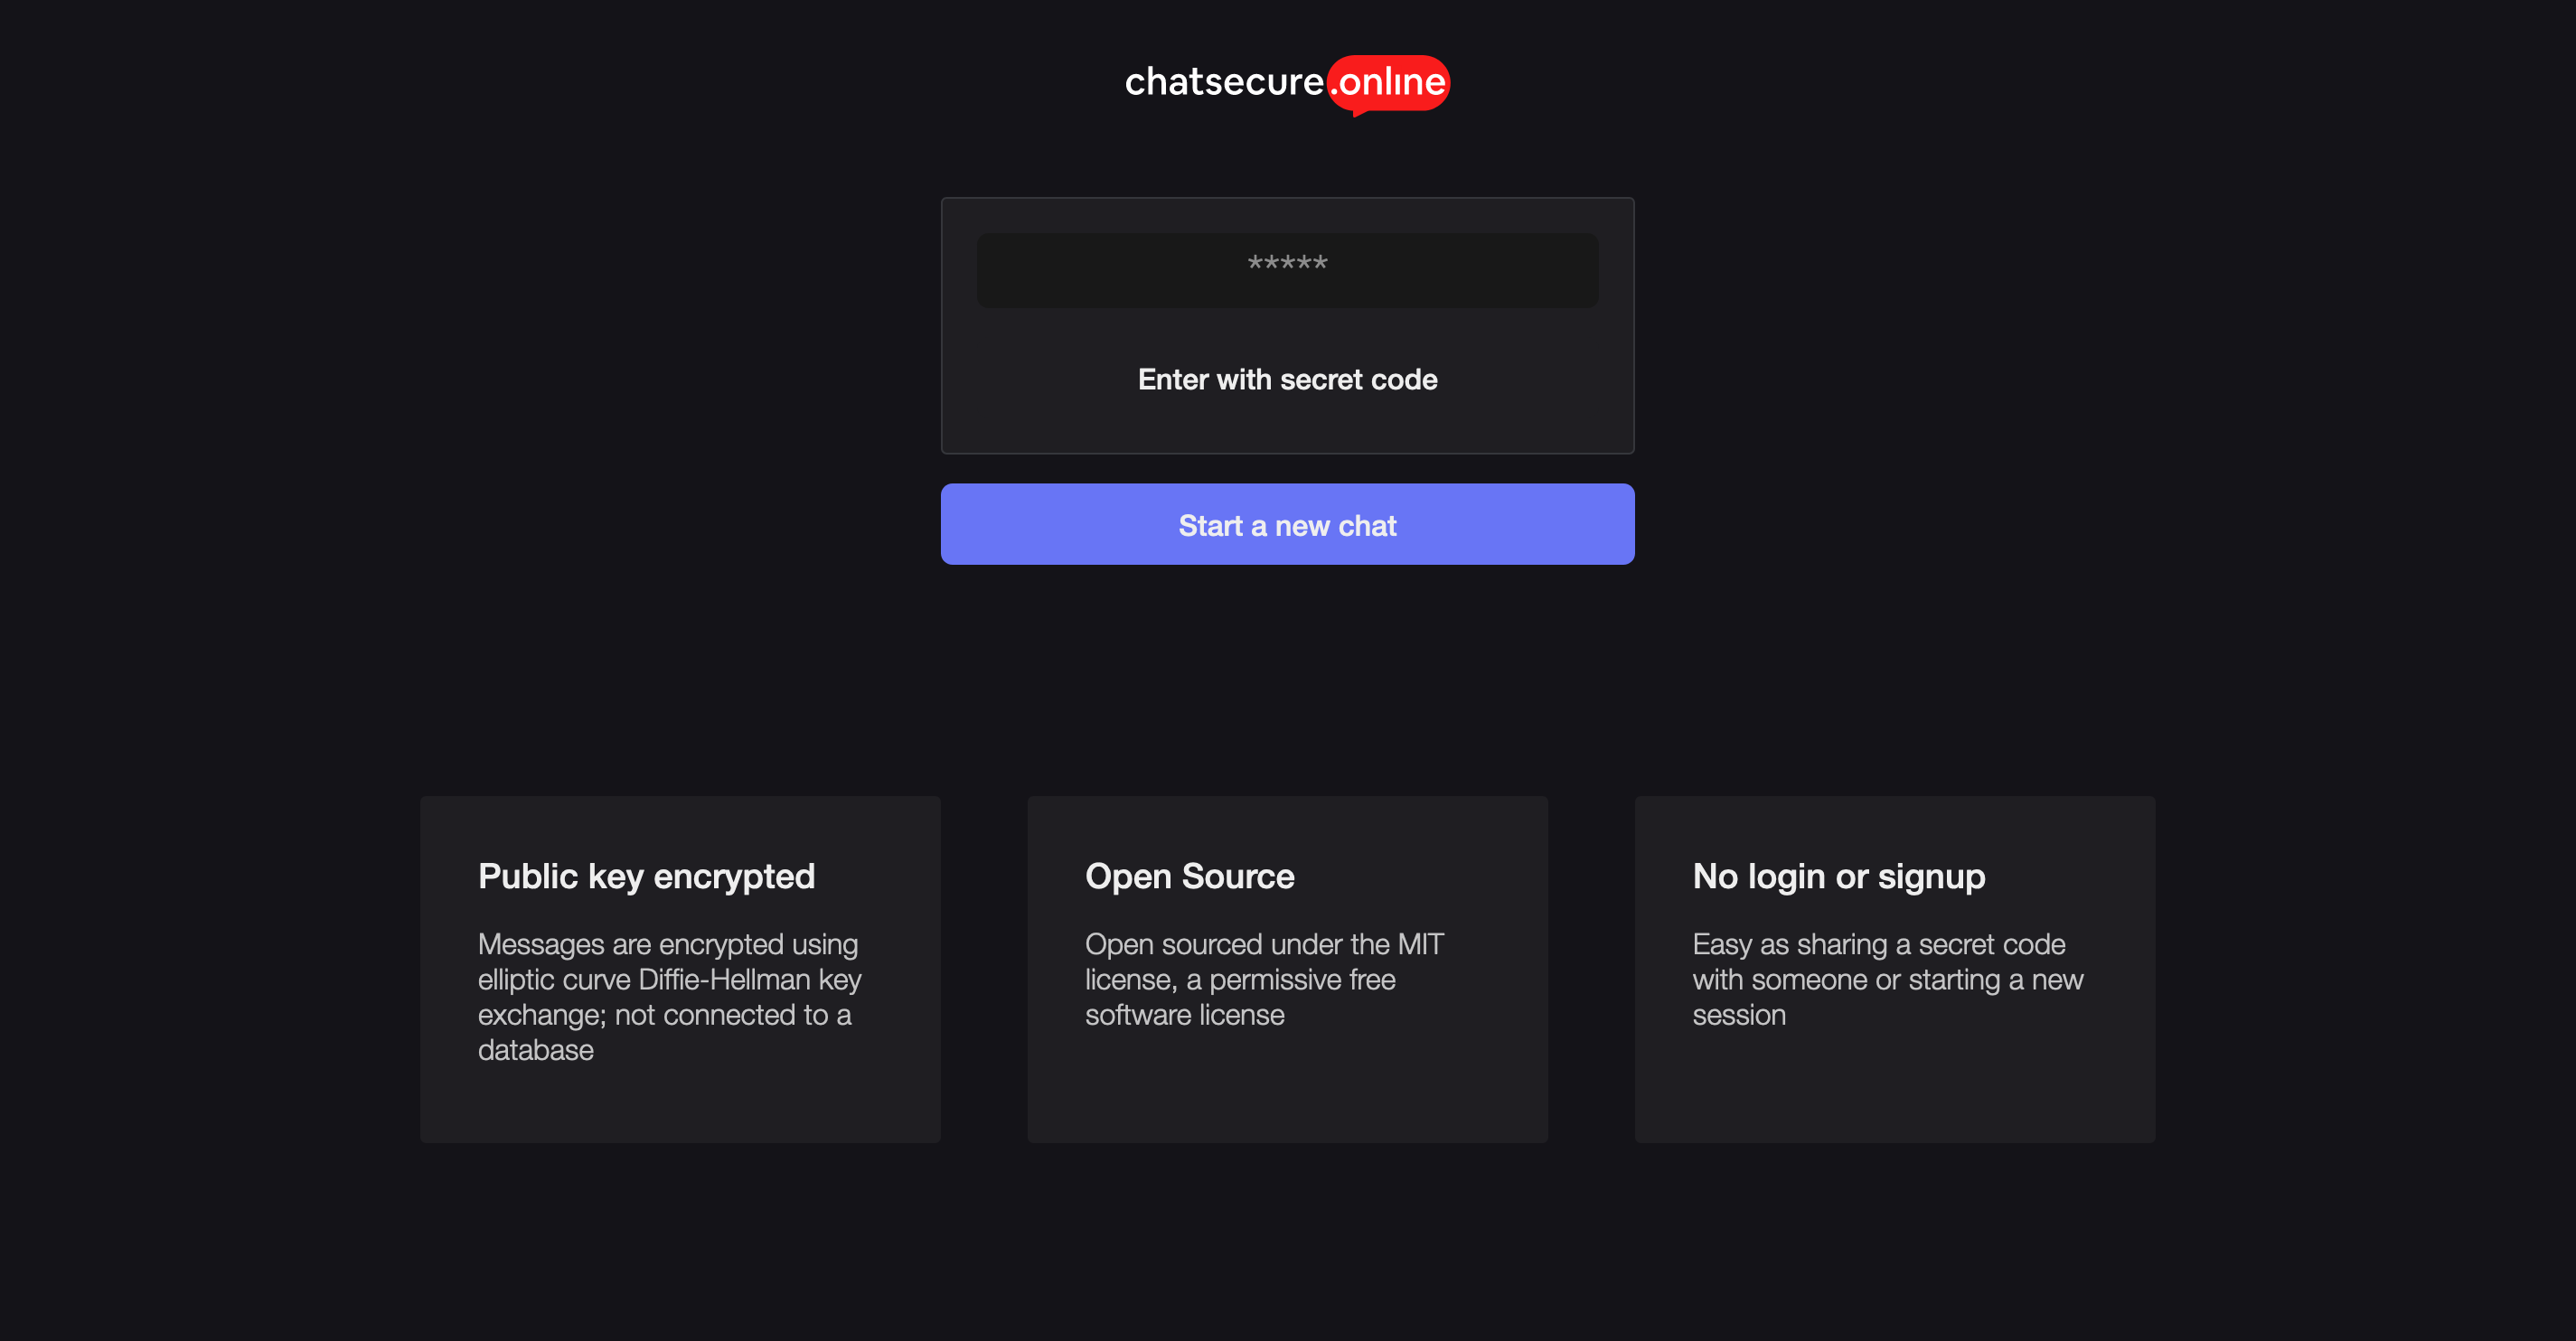 chatsecure.online
*****
Enter with secret code
Start a new chat
Public key encrypted
Messages are encrypted using
elliptic curve Diffie-Hellman key
exchange; not connected to a
database
Open Source
Open sourced under the MIT
license, a permissive free
software license
No login or signup
Easy as sharing a secret code
with someone or starting a new
session